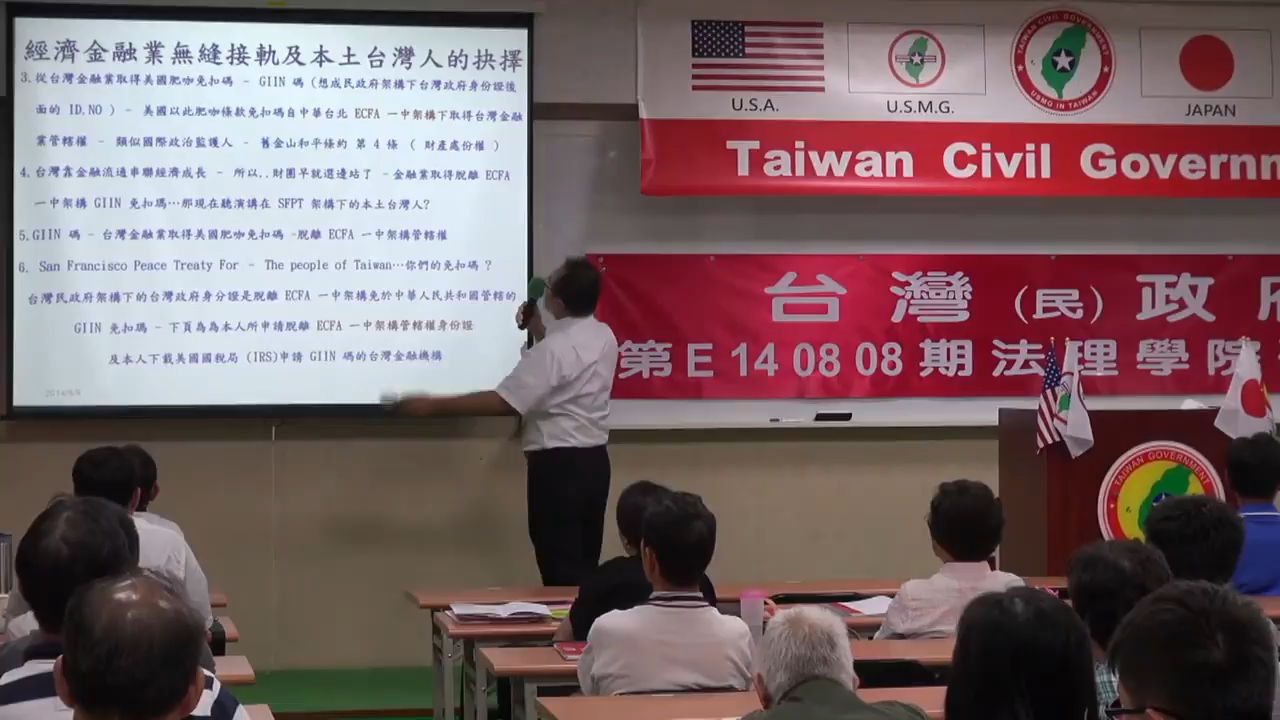 經濟金融業無縫接軌及本土台灣人的抉擇
3.從台灣金融業取得美國肥咖免扣碼 - GIIN 碼 (想成民政府架構下台灣政府身份證後
面的 ID.NO ) - 美國以此肥咖條款免扣碼自中華台北 ECFA 一中架構下取得台灣金融
業管轄權 - 類似國際政治監護人 - 舊金山和平條約 第 4 條 ( 財產處份權 )
4.台灣靠金融流通串聯經濟成長 - 所以,,財團早就選邊站了 -金融業取得脫離 ECFA
一中架構 GIIN 免扣碼…那現在聽演講在 SFPT 架構下的本土台灣人?
5.GIIN 碼 - 台灣金融業取得美國肥咖免扣碼 -脫離 ECFA 一中架構管轄權
6. San Francisco Peace Treaty For - The people of Taiwan…你們的免扣碼 ?
台灣民政府架構下的台灣政府身分證是脫離 ECFA 一中架構免於中華人民共和國管轄的
GIIN 免扣碼 - 下頁為為本人所申請脫離 ECFA 一中架構管轄權身份證
及本人下載美國國稅局 (IRS)申請 GIIN 碼的台灣金融機構
2014/8/8
U.S.A.
U.S.M.G.
TAIWAN CIVIL GOVERNMENT
USMG IN TAIWAN
JAPAN
Taiwan Civil Governm
台灣(民)政府
第E 14 08 08 期法理學院
TAIWAN GOVERNMENT